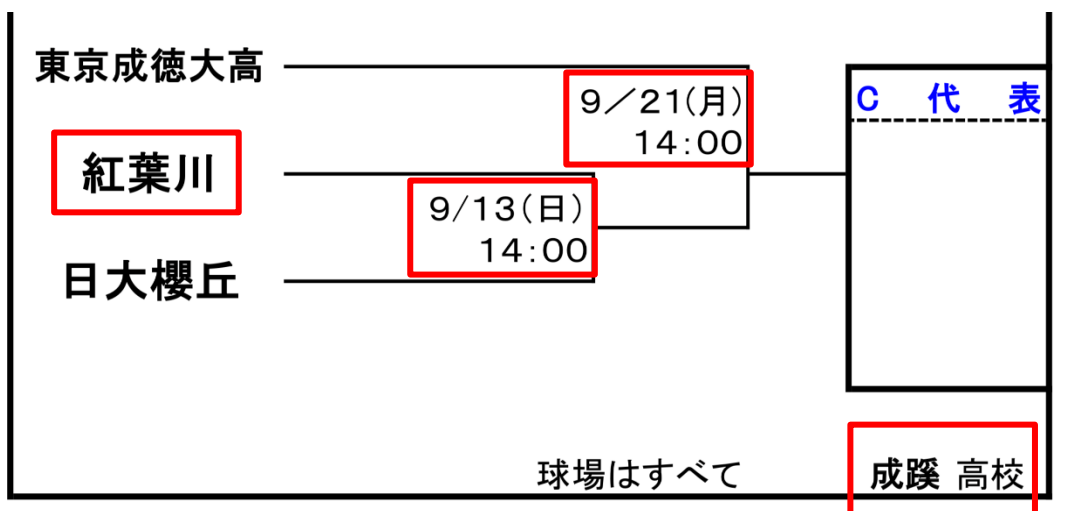 東京成徳大高
9／21(月)
14:00
C 代 表
紅葉川
9/13(日)
14:00
日大櫻丘
球場はすべて 成蹊 高校